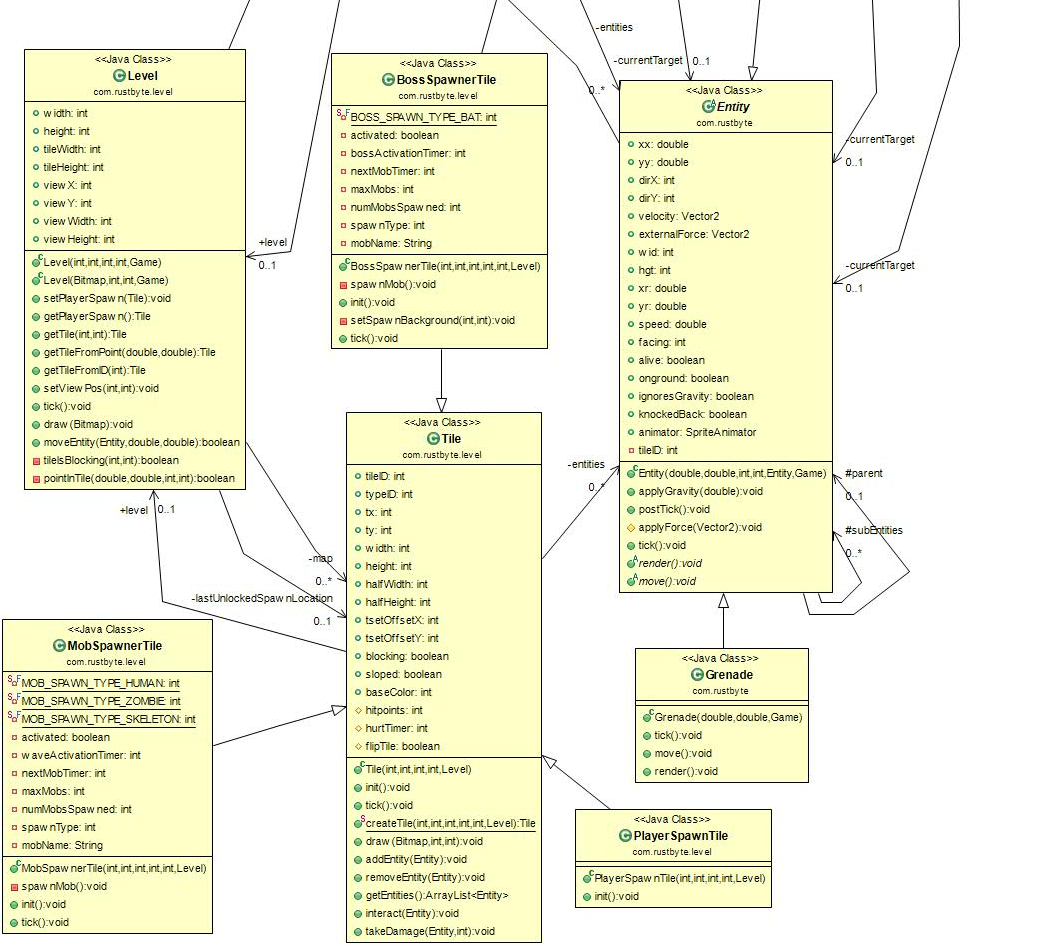 <<Java Class>>
Level
com.rustbyte.level
width: int
height: int
tileWidth: int
tileHeight: int
viewX: int
viewY: int
viewWidth: int
viewHeight: int
Level(int,int,int,Game)
Level(Bitmap,int,int,Game)
setPlayerSpawn(Tile):void
getPlayerSpawn():Tile
getTile(int,int):Tile
getTileFromPoint(double,double):Tile
getTileFromID(int):Tile
setViewPos(int,int):void
tick():void
draw(Bitmap):void
moveEntity(Entity,double,double):boolean
tileIsBlocking(int,int):boolean
pointInTile(double,double,int,int):boolean
+level
0..1
<<Java Class>>
BossSpawnerTile
com.rustbyte.level
BOSS_SPAWN_TYPE_BAT: int
activated: boolean
bossActivationTimer: int
nextMobTimer: int
maxMobs: int
numMobsSpawned: int
spawnType: int
mobName: String
BossSpawnerTile(int,int,int,int,int,Level)
spawnMob():void
init():void
setSpawnBackground(int,int):void
tick():void
-entities
0..*
-currentTarget
0..1
<<Java Class>>
Entity
com.rustbyte
xx: double
yy: double
dirX: int
dirY: int
velocity: Vector2
externalForce: Vector2
wid: int
hgt: int
xr: double
yr: double
speed: double
facing: int
alive: boolean
onground: boolean
ignoresGravity: boolean
knockedBack: boolean
animator: SpriteAnimator
tileID: int
Entity(double,double,int,int,Entity,Game)
applyGravity(double):void
postTick():void
applyForce(Vector2):void
tick():void
render():void
move():void
-currentTarget
0..1
-currentTarget
0..1
#parent
0..1
#subEntities
0..*
-entities
0..*
+level
0..1
-map
0..*
-lastUnlockedSpawnLocation
0..1
<<Java Class>>
Tile
com.rustbyte.level
tileID: int
typeID: int
tx: int
ty: int
width: int
height: int
halfWidth: int
halfHeight: int
tsetOffsetX: int
tsetOffsetY: int
blocking: boolean
sloped: boolean
baseColor: int
hitpoints: int
hurtTimer: int
flipTile: boolean
Tile(int,int,int,int,Level)
init():void
tick():void
createTile(int,int,int,int,int,Level):Tile
draw(Bitmap,int,int):void
addEntity(Entity):void
removeEntity(Entity):void
getEntities():ArrayList<Entity>
interact(Entity):void
takeDamage(Entity,int):void
<<Java Class>>
MobSpawnerTile
com.rustbyte.level
MOB_SPAWN_TYPE_HUMAN: int
MOB_SPAWN_TYPE_ZOMBIE: int
MOB_SPAWN_TYPE_SKELETON: int
activated: boolean
waveActivationTimer: int
nextMobTimer: int
maxMobs: int
numMobsSpawned: int
spawnType: int
mobName: String
MobSpawnerTile(int,int,int,int,int,Level)
spawnMob():void
init():void
tick():void
<<Java Class>>
Grenade
com.rustbyte
Grenade(double,double,Game)
tick():void
move():void
render():void
<<Java Class>>
PlayerSpawnTile
com.rustbyte.level
PlayerSpawnTile(int,int,int,int,Level)
init():void